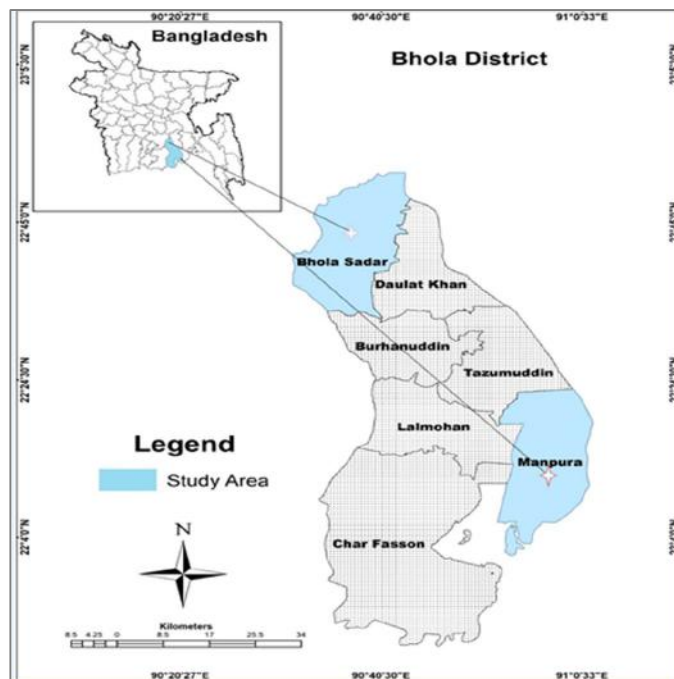 90°20'27"E 90°40'30"E 91°0'33"E
Bangladesh
Bhola District
23°5'30"N
22°45'0"N
22°24'30"N
22°4'0"N
Bhola Sadar
Daulat Khan
Burhanuddin
Tazumuddin
Lalmohan
Manpura
Char Fasson
Legend
Study Area
N
Kilometers
8.5 4.25 0 8.5 17 25.5 34
90°20'27"E 90°40'30"E 91°0'33"E